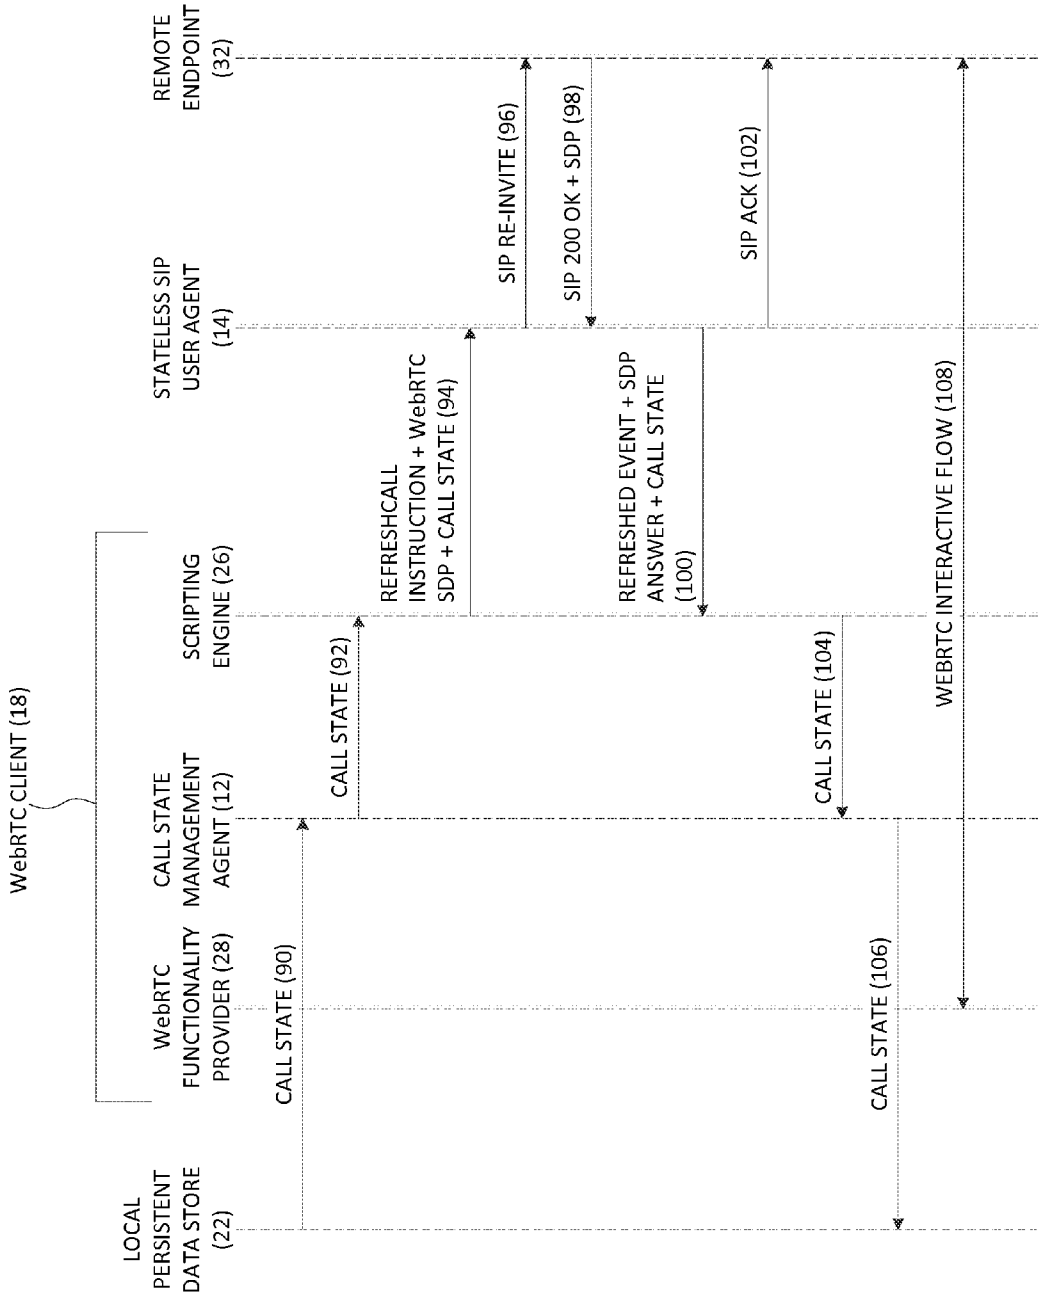 WebRTC CLIENT (18)
LOCAL
PERSISTENT
DATA STORE
(22)
WebRTC
FUNCTIONALITY
PROVIDER (28)
CALL STATE
MANAGEMENT
AGENT (12)
SCRIPTING
ENGINE (26)
STATELESS SIP
USER AGENT
(14)
REMOTE
ENDPOINT
(32)
CALL STATE (90)
CALL STATE (92)
REFRESHCALL
INSTRUCTION + WebRTC
SDP + CALL STATE (94)
SIP RE-INVITE (96)
SIP 200 OK + SDP (98)
REFRESHED EVENT + SDP
ANSWER + CALL STATE
(100)
SIP ACK (102)
CALL STATE (104)
CALL STATE (106)
WEBRTC INTERACTIVE FLOW (108)